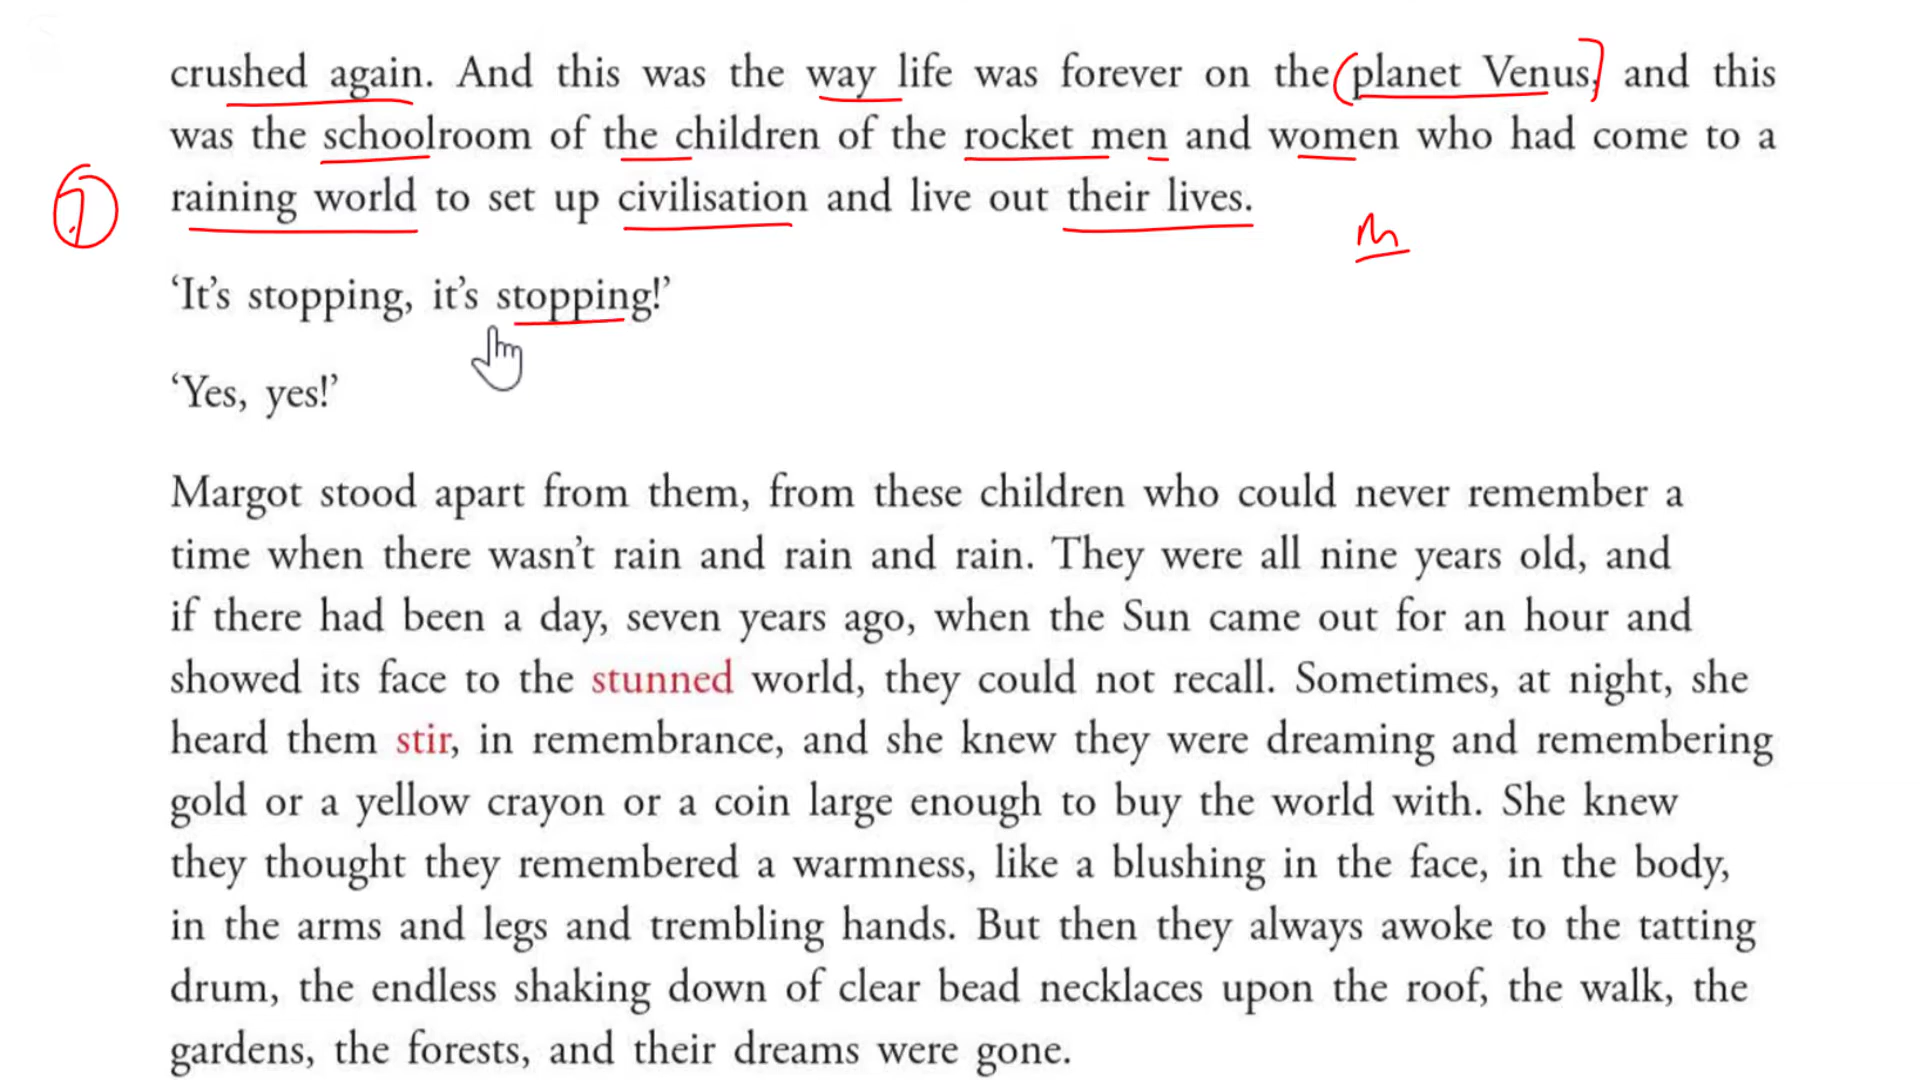 crushed again. And this was the way life was forever on the (planet Venus,) and this
was the schoolroom of the children of the rocket men and women who had come to a
raining world to set up civilisation and live out their lives.
‘It’s stopping, it’s stopping!’
‘Yes, yes!’
Margot stood apart from them, from these children who could never remember a
time when there wasn’t rain and rain and rain. They were all nine years old, and
if there had been a day, seven years ago, when the Sun came out for an hour and
showed its face to the stunned world, they could not recall. Sometimes, at night, she
heard them stir, in remembrance, and she knew they were dreaming and remembering
gold or a yellow crayon or a coin large enough to buy the world with. She knew
they thought they remembered a warmness, like a blushing in the face, in the body,
in the arms and legs and trembling hands. But then they always awoke to the tatting
drum, the endless shaking down of clear bead necklaces upon the roof, the walk, the
gardens, the forests, and their dreams were gone.